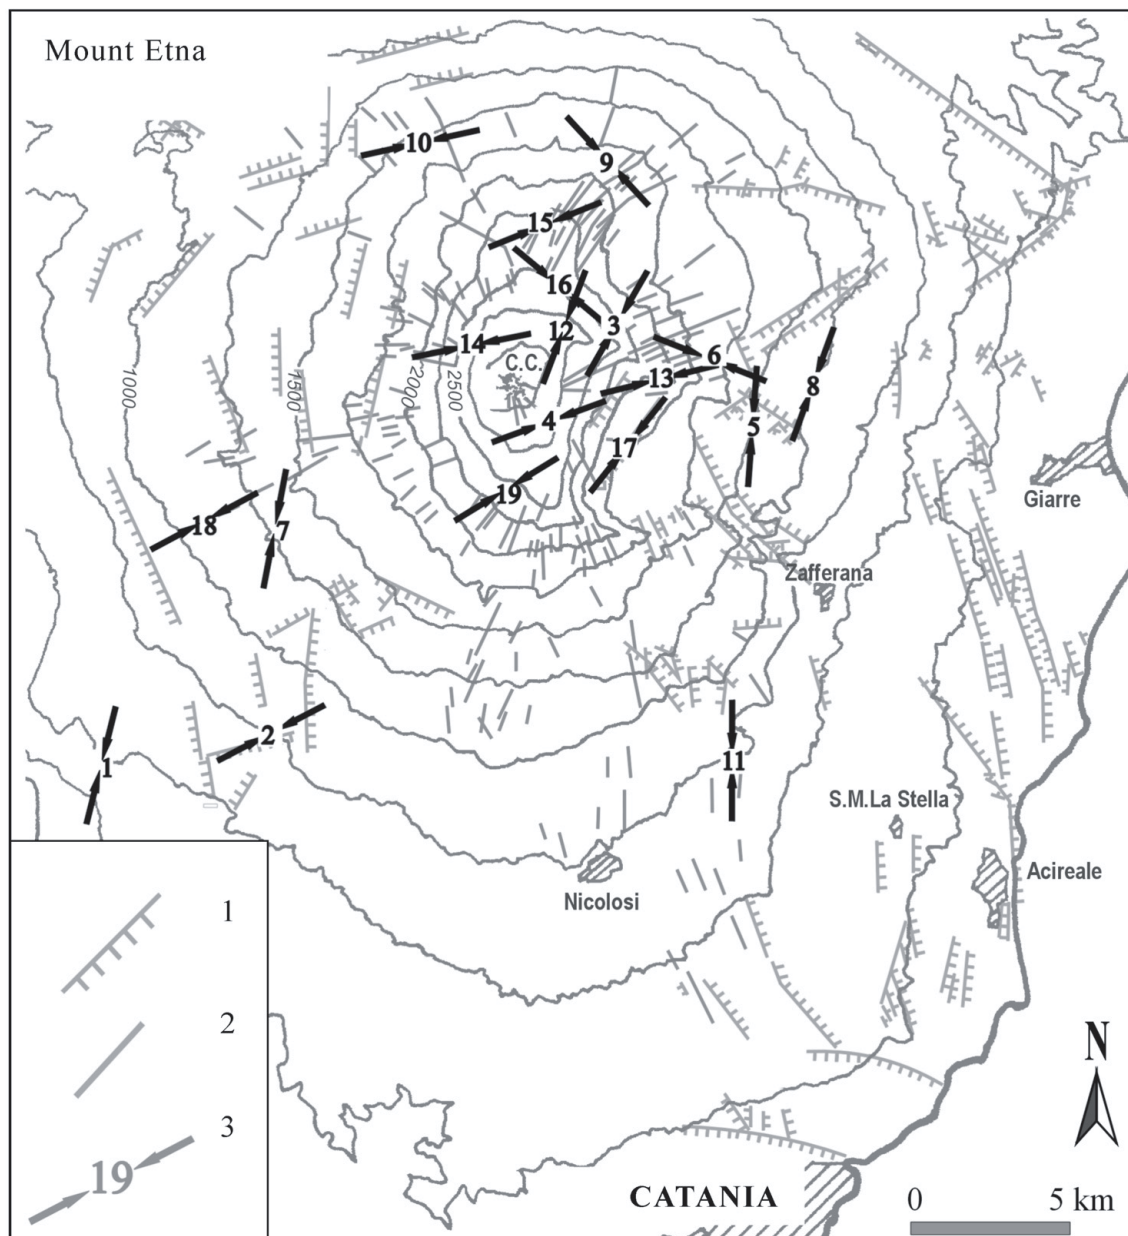 Mount Etna
10
9
15
16
12
3
14
C.C.
6
13
8
1000
1500
2000
2500
4
5
17
19
Giarre
18
7
Zafferana
2
1
11
S.M.La Stella
Acireale
Nicolosi
1
2
3
19
N
CATANIA
0 5 km